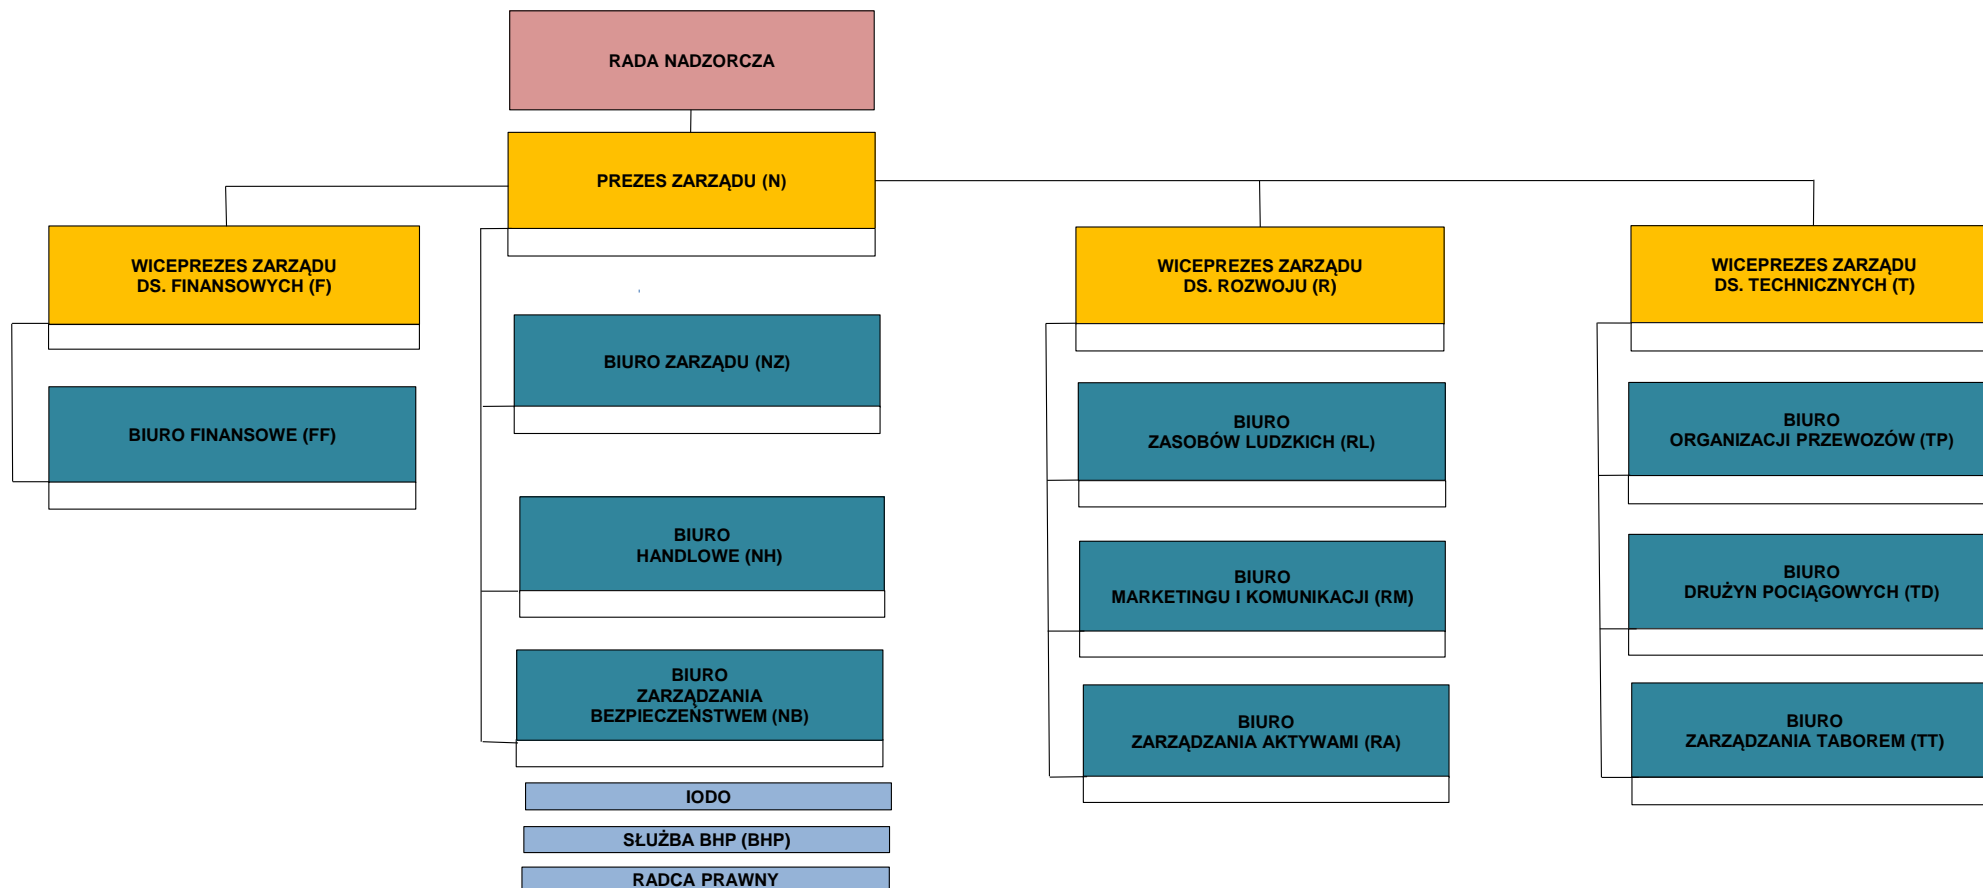 RADA NADZORCZA
PREZES ZARZĄDU (N)
WICEPREZES ZARZĄDU
DS. FINANSOWYCH (F)
BIURO FINANSOWE (FF)
BIURO ZARZĄDU (NZ)
BIURO
HANDLOWE (NH)
BIURO
ZARZĄDZANIA
BEZPIECZEŃSTWEM (NB)
IODO
SŁUŻBA BHP (BHP)
RADCA PRAWNY
WICEPREZES ZARZĄDU
DS. ROZWOJU (R)
BIURO
ZASOBÓW LUDZKICH (RL)
BIURO
MARKETINGU I KOMUNIKACJI (RM)
BIURO
ZARZĄDZANIA AKTYWAMI (RA)
WICEPREZES ZARZĄDU
DS. TECHNICZNYCH (T)
BIURO
ORGANIZACJI PRZEWOZÓW (TP)
BIURO
DRUŻYN POCIĄGOWYCH (TD)
BIURO
ZARZĄDZANIA TABOREM (TT)